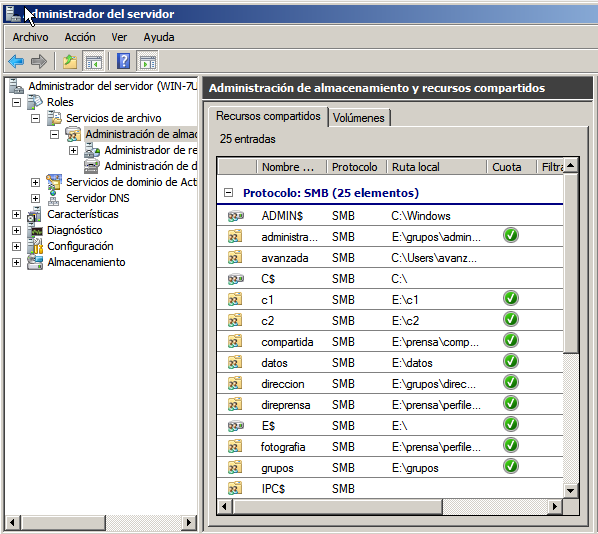 Administrador del servidor
Archivo Acción Ver Ayuda
Administrador del servidor (WIN-7U
Roles
Servicios de archivo
Administración de almac
Administrador de re
Administración de d
Servicios de dominio de Acti
Servidor DNS
Características
Diagnóstico
Configuración
Almacenamiento
Administración de almacenamiento y recursos compartidos
Recursos compartidos Volúmenes
25 entradas
Nombre ... Protocolo Ruta local Cuota Filtra
Protocolo: SMB (25 elementos)
ADMIN$ SMB C:\Windows
administra... SMB E:\grupos\admin...
avanzada SMB C:\Users\avanz...
C$ SMB C:\
c1 SMB E:\c1
c2 SMB E:\c2
compartida SMB E:\prensa\comp...
datos SMB E:\datos
direccion SMB E:\grupos\direc...
direprensa SMB E:\prensa\perfile...
E$ SMB E:\
fotografia SMB E:\prensa\perfile...
grupos SMB E:\grupos
IPC$ SMB